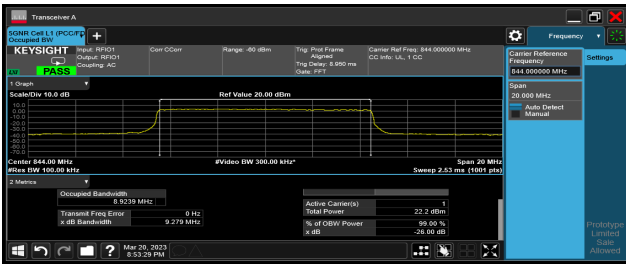 Transceiver A
5GNR Cell L1 (PCC/F
Occupied BW
Frequency
KEYSIGHT
Input: RFIO1
Output: RFIO1
Coupling: AC
Corr CCorr
Range: -60 dBm
Trig: Prot Frame
Aligned
Trig Delay: 8.950 ms
Gate: FFT
Carrier Ref Freq: 844.000000 MHz
CC Info: UL, 1 CC
PASS
Carrier Reference
Frequency
844.000000 MHz
Settings
Span
20.000 MHz
Auto Detect
Manual
1 Graph
Scale/Div 10.0 dB
Ref Value 20.00 dBm
10.0
0.00
-10.0
-20.0
-30.0
-40.0
-50.0
-60.0
-70.0
Center 844.00 MHz
#Video BW 300.00 kHz*
Span 20 MHz
#Res BW 100.00 kHz
Sweep 2.53 ms (1001 pts)
2 Metrics
Occupied Bandwidth
8.9239 MHz
Transmit Freq Error
0 Hz
x dB Bandwidth
9.279 MHz
Active Carrier(s)
1
Total Power
22.2 dBm
% of OBW Power
99.00 %
x dB
-26.00 dB
Prototype
Limited
Sale
Allowed
Mar 20, 2023
8:53:29 PM